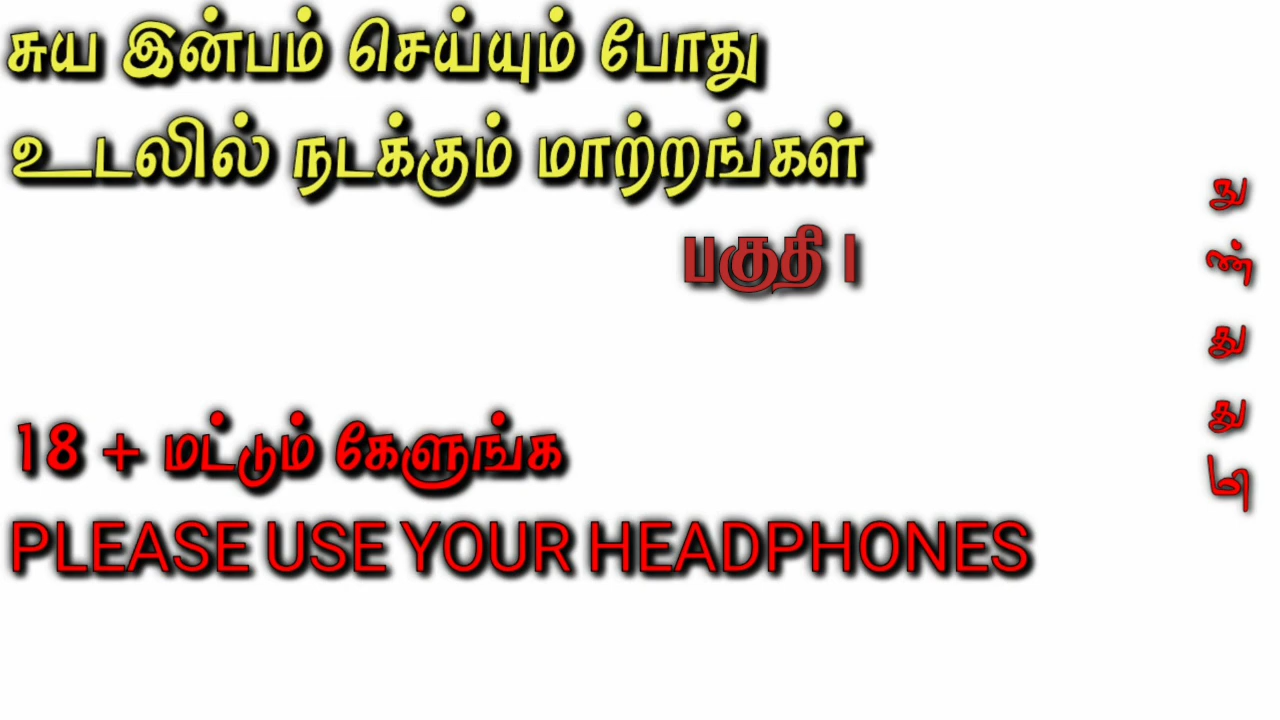 சுய இன்பம் செய்யும் போது
உடலில் நடக்கும் மாற்றங்கள்
பகுதி I
18 + மட்டும் கேளுங்க
PLEASE USE YOUR HEADPHONES